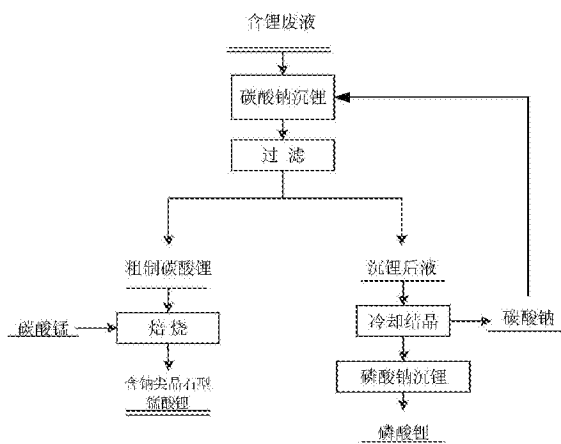 含锂废液
碳酸钠沉锂
过滤
粗制碳酸锂
沉锂后液
碳酸锰
焙烧
冷却结晶
碳酸钠
含钠尖晶石型
锰酸锂
磷酸钠沉锂
磷酸锂